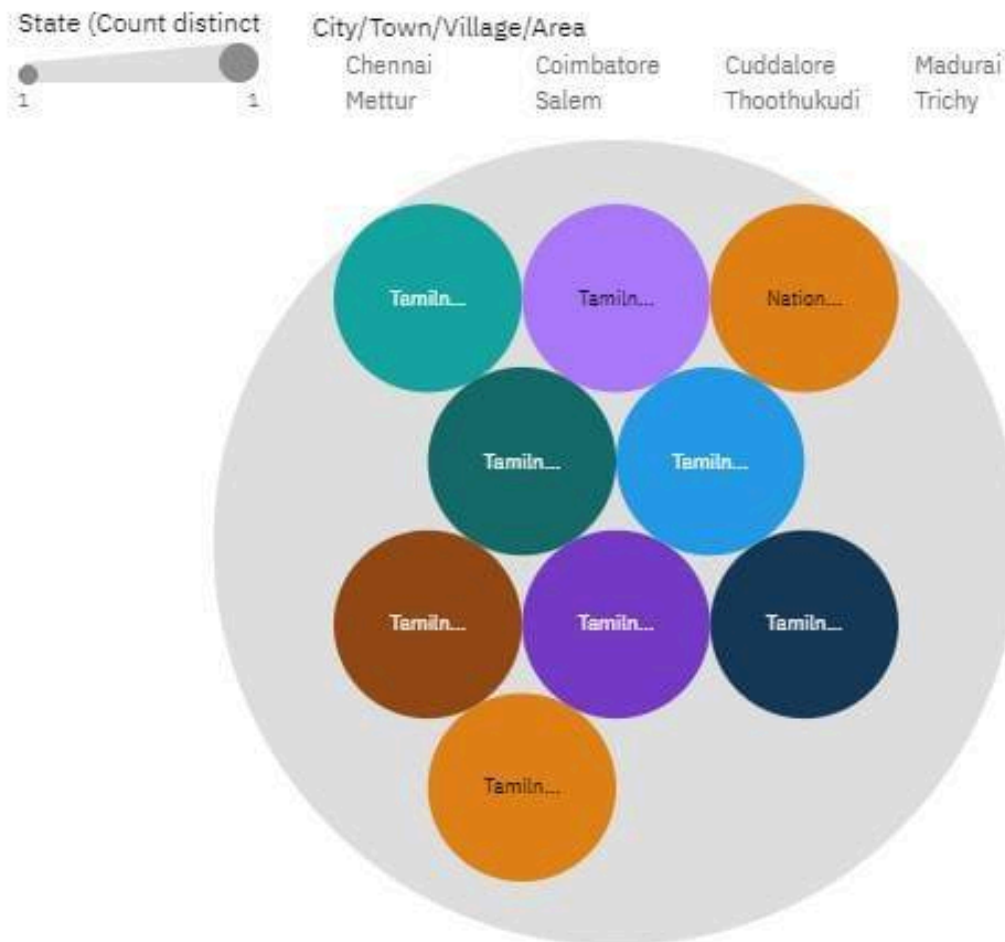 State (Count distinct
1 1
City/Town/Village/Area
Chennai Coimbatore Cuddalore Madurai
Mettur Salem Thoothukudi Trichy
Tamiln... Tamiln... Nation...
Tamiln... Tamiln...
Tamiln... Tamiln... Tamiln...
Tamiln...